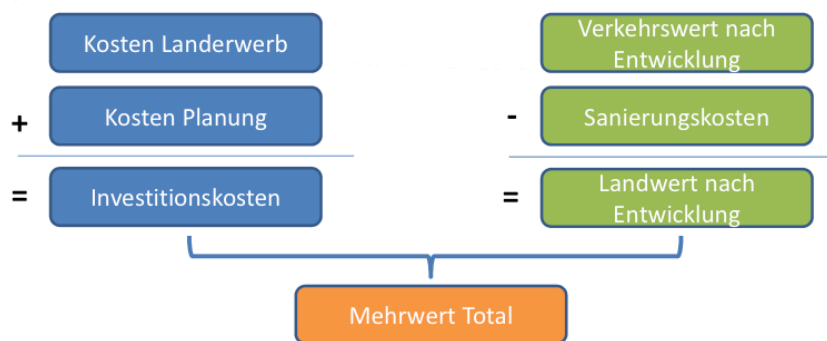 Kosten Landerwerb
+ Kosten Planung
= Investitionskosten
Verkehrswert nach
Entwicklung
- Sanierungskosten
= Landwert nach
Entwicklung
Mehrwert Total